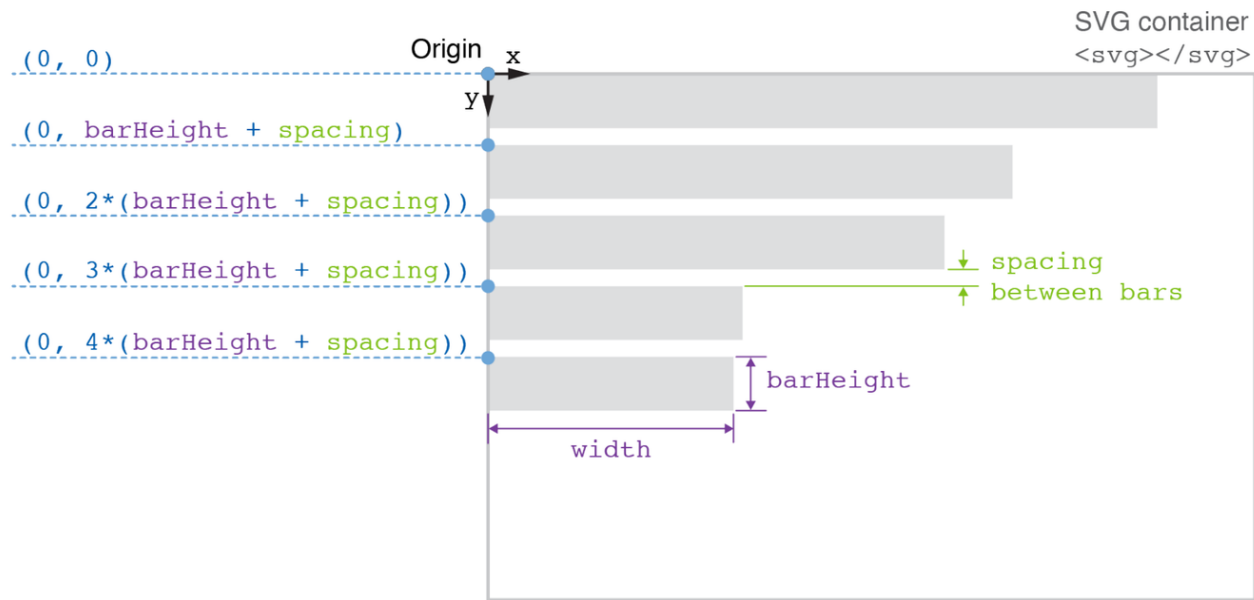 SVG container
<svg></svg>
Origin
x
y
(0, 0)
(0, barHeight + spacing)
(0, 2*(barHeight + spacing))
(0, 3*(barHeight + spacing))
(0, 4*(barHeight + spacing))
spacing
between bars
barHeight
width